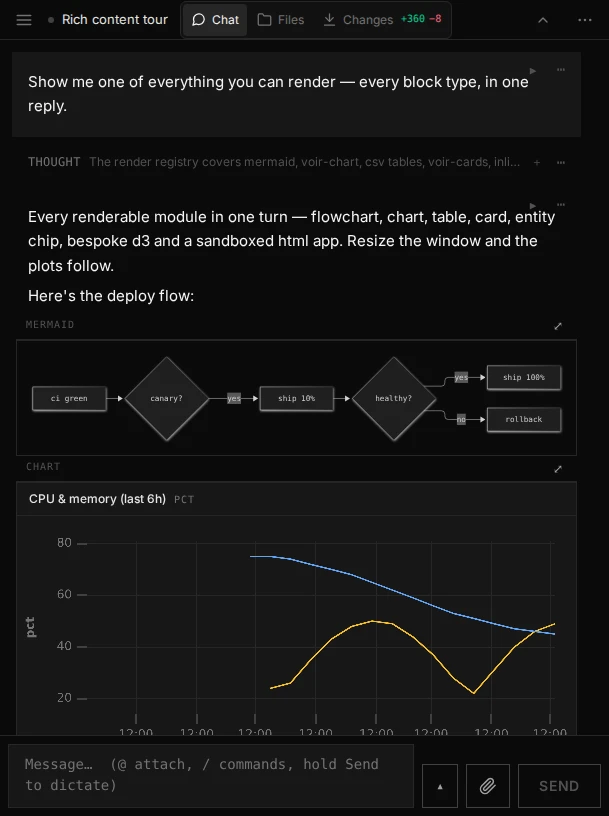 Rich content tour
Chat
Files
Changes +360 −8
Show me one of everything you can render — every block type, in one
reply.
THOUGHT The render registry covers mermaid, voir-chart, csv tables, voir-cards, inli...
Every renderable module in one turn — flowchart, chart, table, card, entity
chip, bespoke d3 and a sandboxed html app. Resize the window and the
plots follow.
Here's the deploy flow:
MERMAID
ci green
canary?
yes
ship 10%
healthy?
yes
ship 100%
no
rollback
CHART
CPU & memory (last 6h) PCT
80
60
40
20
pct
12:00 12:00 12:00 12:00 12:00 12:00 12:00 12:00
Message… (@ attach, / commands, hold Send
to dictate)
SEND